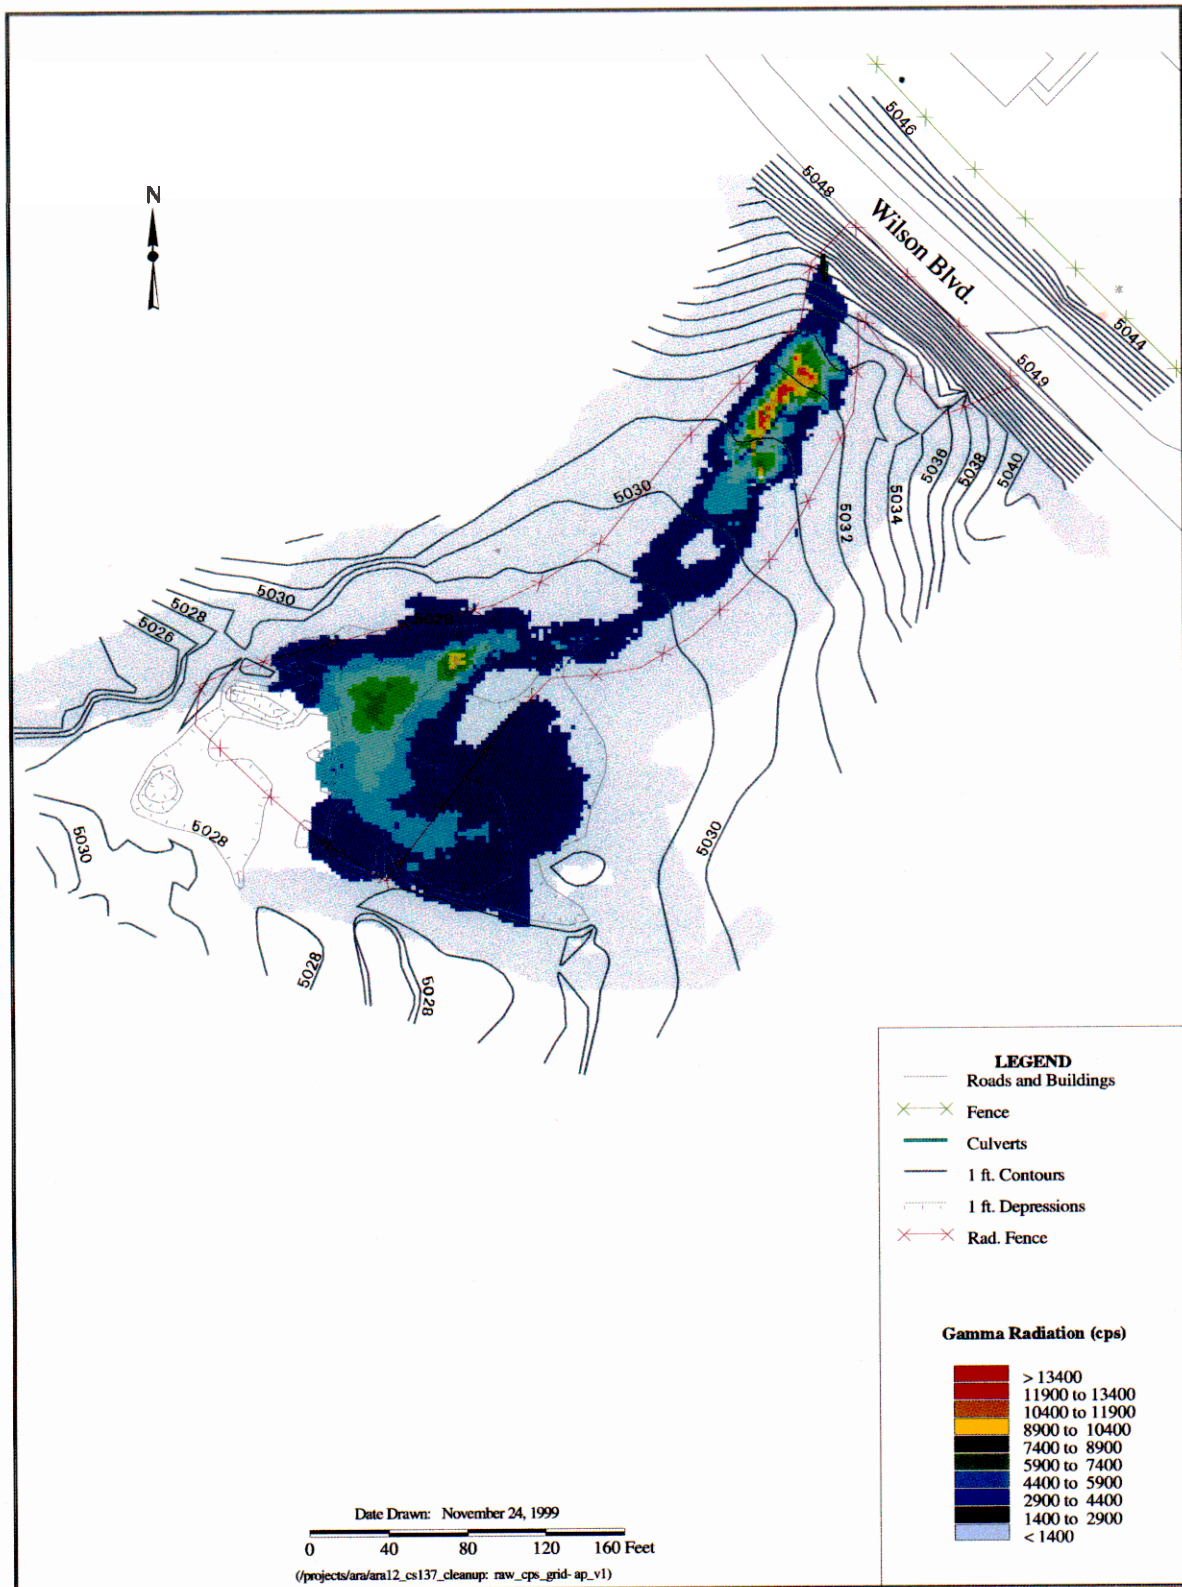 N
5046
5048
Wilson Blvd.
5044
5049
5036
5038
5040
5034
5032
5030
5030
5028
5026
5028
5030
5028
5030
5028
5028
LEGEND
Roads and Buildings
Fence
Culverts
1 ft. Contours
1 ft. Depressions
Rad. Fence
Gamma Radiation (cps)
> 13400
11900 to 13400
10400 to 11900
8900 to 10400
7400 to 8900
5900 to 7400
4400 to 5900
2900 to 4400
1400 to 2900
< 1400
Date Drawn: November 24, 1999
0 40 80 120 160 Feet
(/projects/ara/ara12_cs137_cleanup: raw_cps_grid-ap_v1)